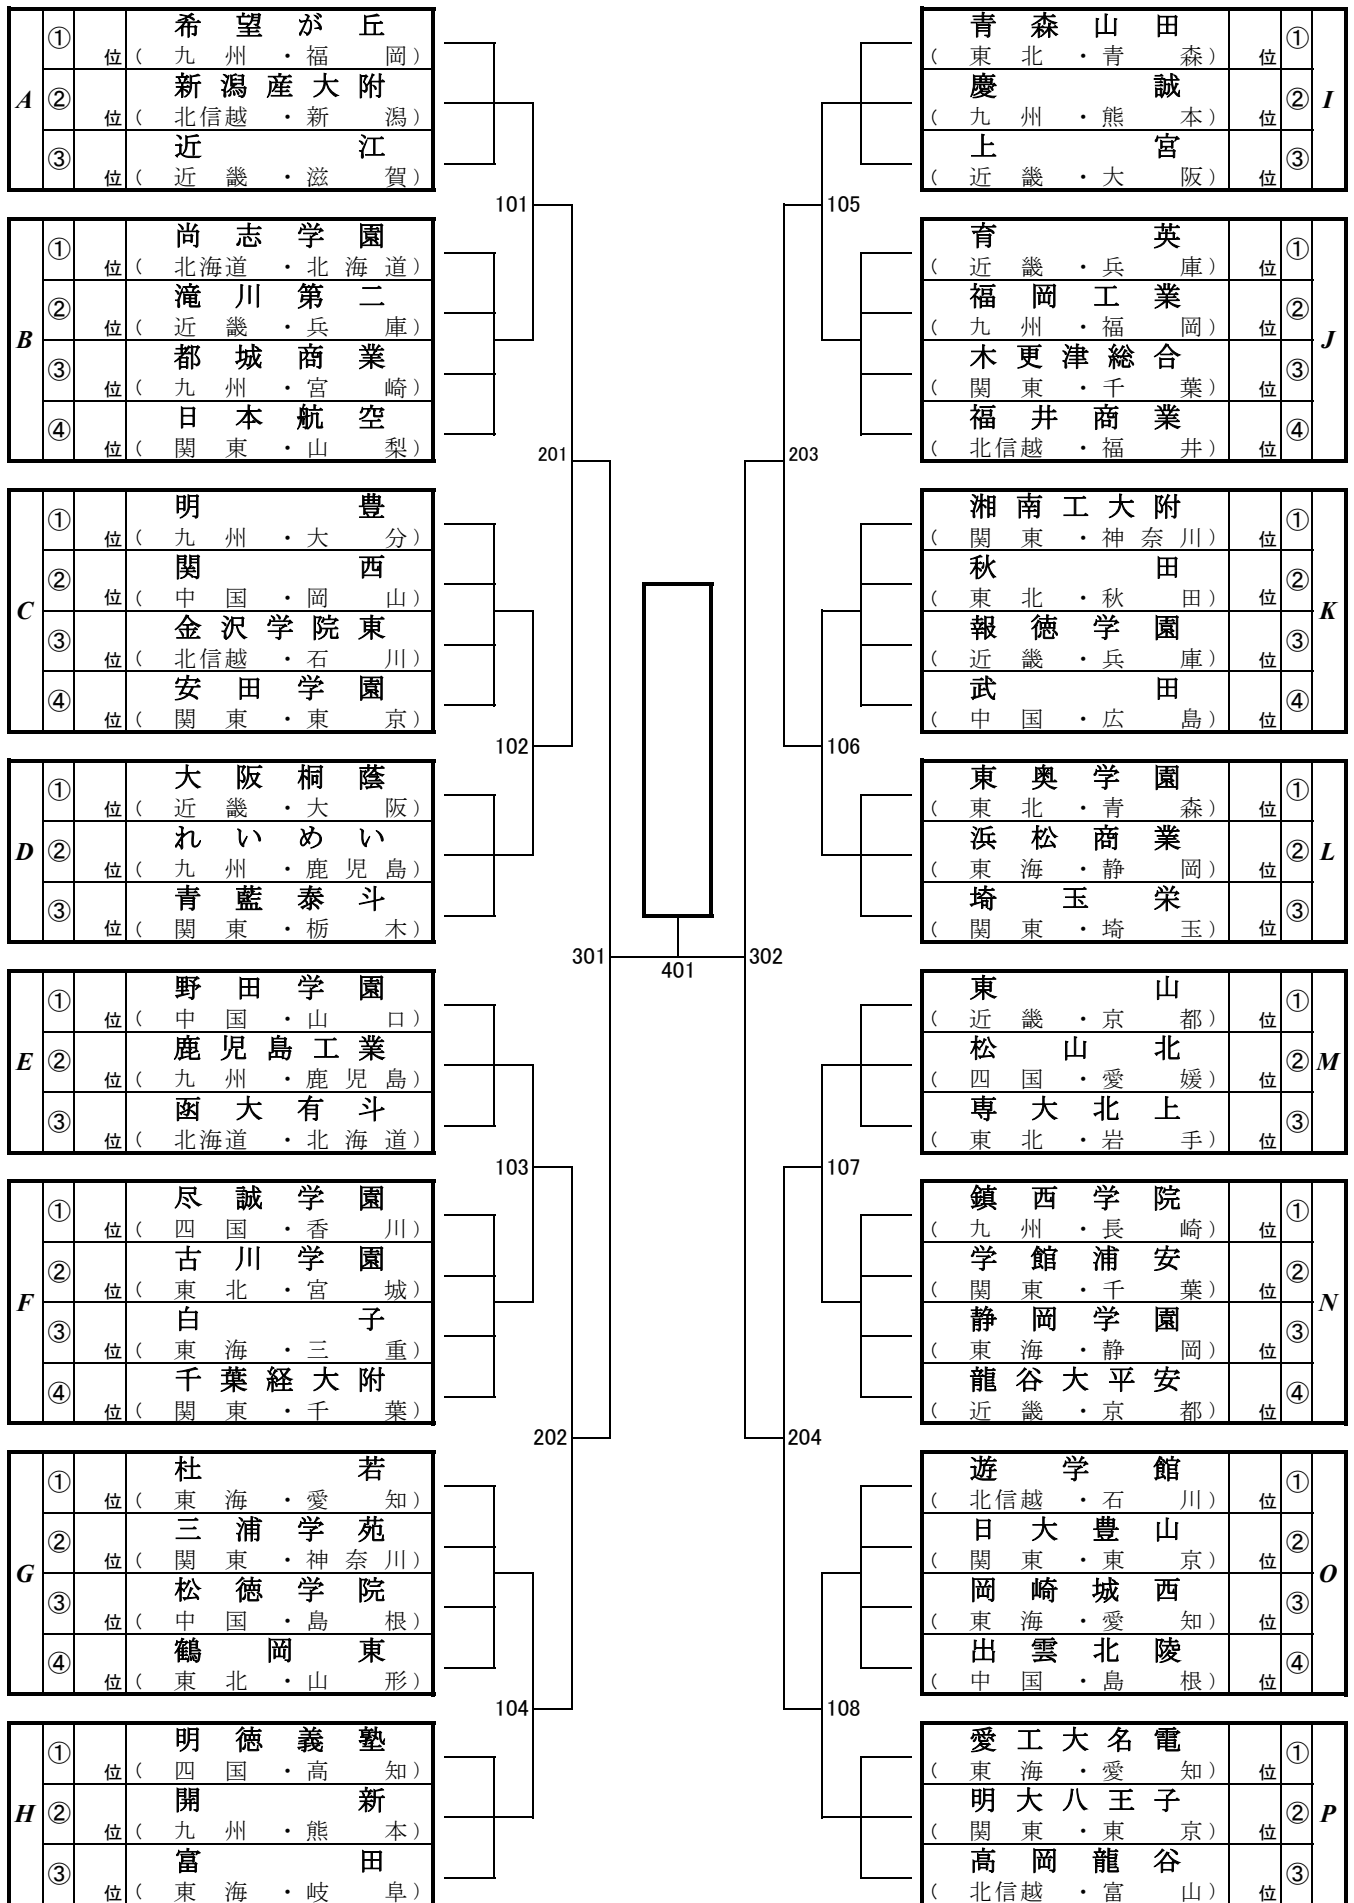 A
① 希望が丘
位 (九州・福岡)
② 新潟産大附
位 (北信越・新潟)
③ 近江
位 (近畿・滋賀)
101
B
① 尚志学園
位 (北海道・北海道)
② 滝川第二
位 (近畿・兵庫)
③ 都城商業
位 (九州・宮崎)
④ 日本航空
位 (関東・山梨)
201
C
① 明豊
位 (九州・大分)
② 関西
位 (中国・岡山)
③ 金沢学院東
位 (北信越・石川)
④ 安田学園
位 (関東・東京)
102
D
① 大阪桐蔭
位 (近畿・大阪)
② れいめい
位 (九州・鹿児島)
③ 青藍泰斗
位 (関東・栃木)
301
E
① 野田学園
位 (中国・山口)
② 鹿児島工業
位 (九州・鹿児島)
③ 函大有斗
位 (北海道・北海道)
103
F
① 尽誠学園
位 (四国・香川)
② 古川学園
位 (東北・宮城)
③ 白子
位 (東海・三重)
④ 千葉経大附
位 (関東・千葉)
202
G
① 杜若
位 (東海・愛知)
② 三浦学苑
位 (関東・神奈川)
③ 松徳学院
位 (中国・島根)
④ 鶴岡東
位 (東北・山形)
104
H
① 明徳義塾
位 (四国・高知)
② 開新
位 (九州・熊本)
③ 富田
位 (東海・岐阜)
401
青森山田 ①
(東北・青森) 位
慶誠 ②
(九州・熊本) 位
上宮 ③
(近畿・大阪) 位
I
105
育英 ①
(近畿・兵庫) 位
福岡工業 ②
(九州・福岡) 位
木更津総合 ③
(関東・千葉) 位
福井商業 ④
(北信越・福井) 位
J
203
湘南工大附 ①
(関東・神奈川) 位
秋田 ②
(東北・秋田) 位
報徳学園 ③
(近畿・兵庫) 位
武田 ④
(中国・広島) 位
K
106
東奥学園 ①
(東北・青森) 位
浜松商業 ②
(東海・静岡) 位
埼玉栄 ③
(関東・埼玉) 位
L
302
東山 ①
(近畿・京都) 位
松山北 ②
(四国・愛媛) 位
専大北上 ③
(東北・岩手) 位
M
107
鎮西学院 ①
(九州・長崎) 位
学館浦安 ②
(関東・千葉) 位
静岡学園 ③
(東海・静岡) 位
龍谷大平安 ④
(近畿・京都) 位
N
204
遊学館 ①
(北信越・石川) 位
日大豊山 ②
(関東・東京) 位
岡崎城西 ③
(東海・愛知) 位
出雲北陵 ④
(中国・島根) 位
O
108
愛工大名電 ①
(東海・愛知) 位
明大八王子 ②
(関東・東京) 位
高岡龍谷 ③
(北信越・富山) 位
P